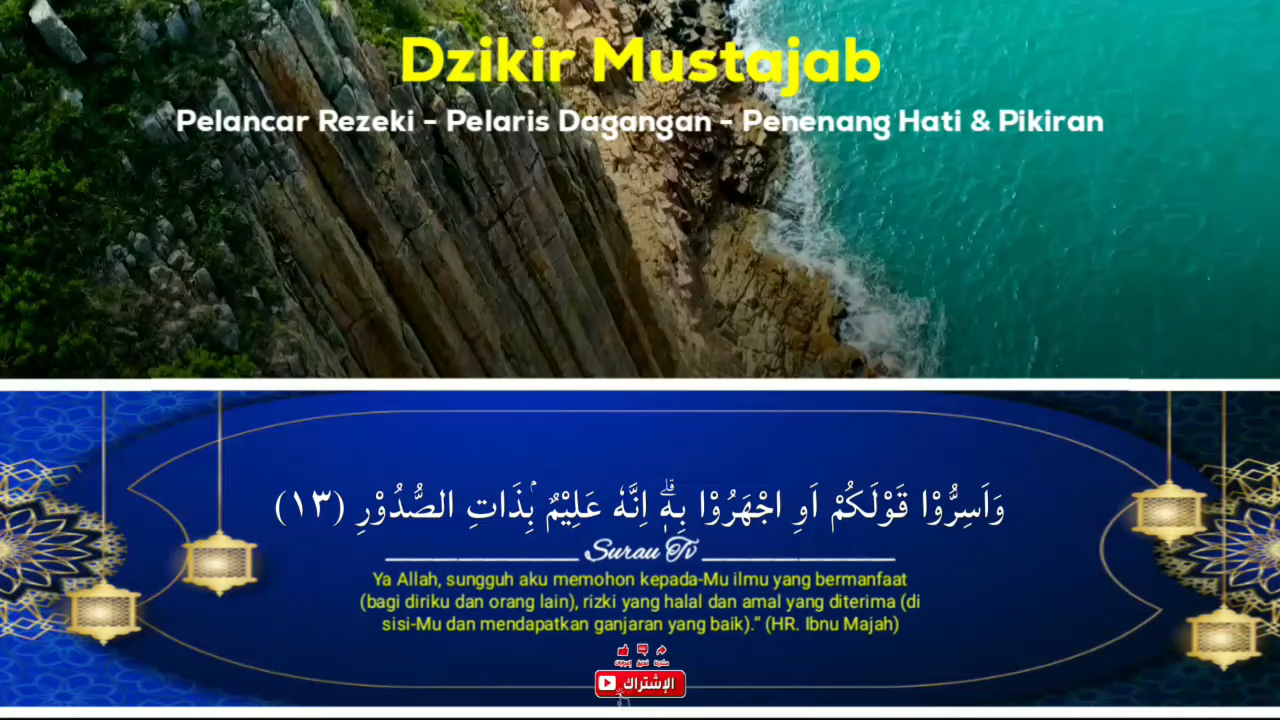 Dzikir Mustajab
Pelancar Rezeki - Pelaris Dagangan - Penenang Hati & Pikiran
وَاَسِرُّوْا قَوْلَكُمْ اَوِ اجْهَرُوْا بِهٖۗ اِنَّهٗ عَلِيْمٌ ۢبِذَاتِ الصُّدُوْرِ (١٣)
Surau Tv
Ya Allah, sungguh aku memohon kepada-Mu ilmu yang bermanfaat
(bagi diriku dan orang lain), rizki yang halal dan amal yang diterima (di
sisi-Mu dan mendapatkan ganjaran yang baik).” (HR. Ibnu Majah)
الإشتراك